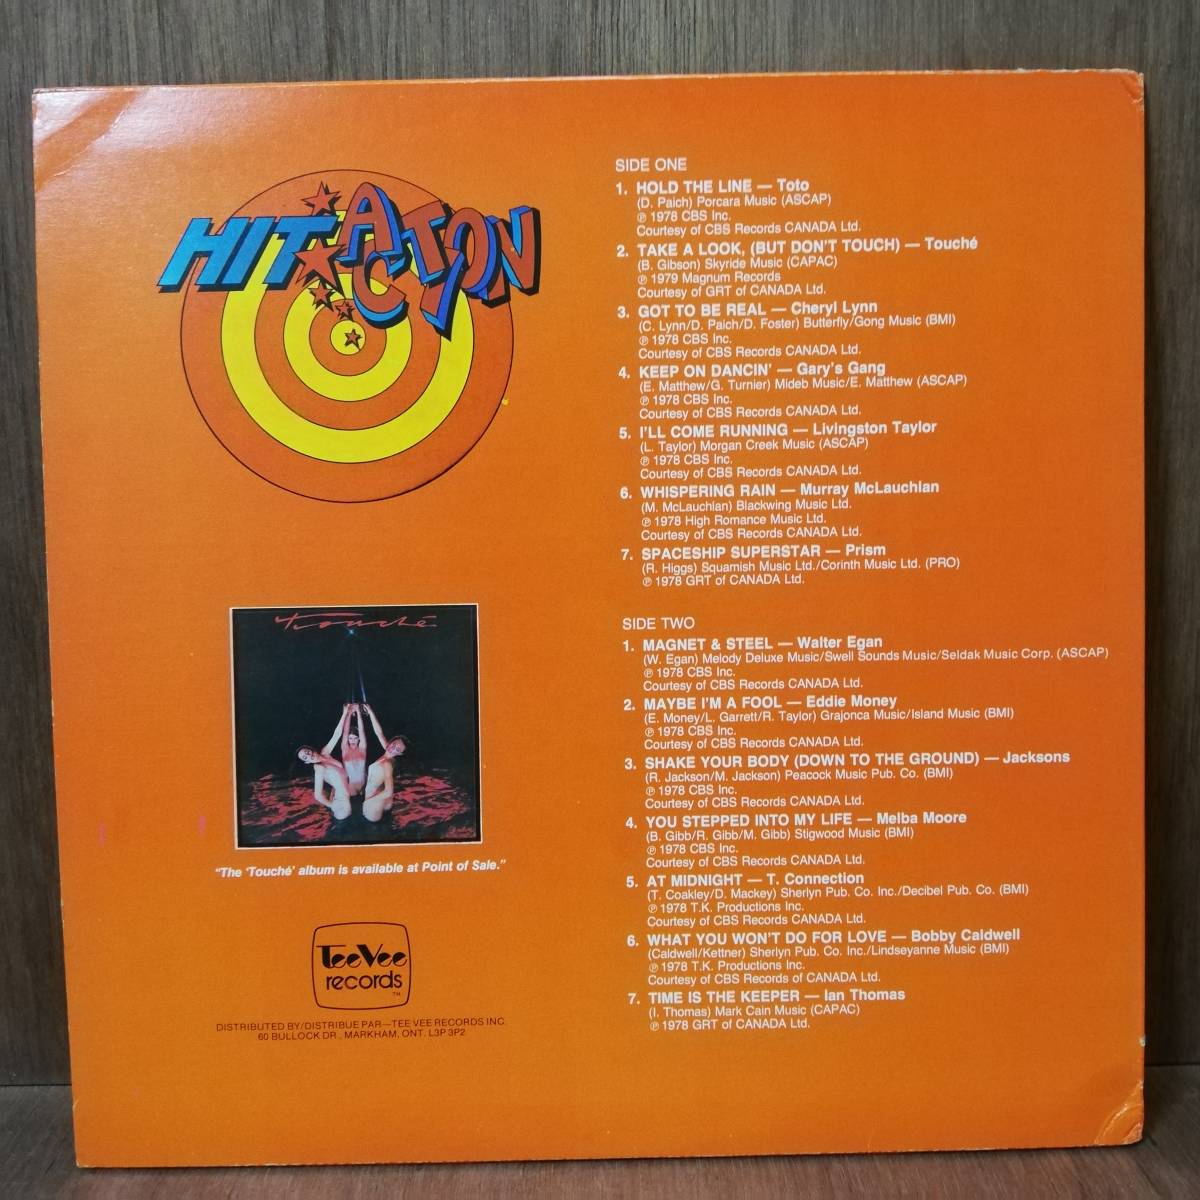 HIT ACTION
Touché
"The 'Touché' album is available at Point of Sale."
TeeVee
records
TM
DISTRIBUTED BY/DISTRIBUE PAR—TEE VEE RECORDS INC.
60 BULLOCK DR., MARKHAM, ONT. L3P 3P2
SIDE ONE
1. HOLD THE LINE — Toto
(D. Paich) Porcara Music (ASCAP)
℗ 1978 CBS Inc.
Courtesy of CBS Records CANADA Ltd.
2. TAKE A LOOK, (BUT DON'T TOUCH) — Touché
(B. Gibson) Skyride Music (CAPAC)
℗ 1979 Magnum Records
Courtesy of GRT of CANADA Ltd.
3. GOT TO BE REAL — Cheryl Lynn
(C. Lynn/D. Paich/D. Foster) Butterfly/Gong Music (BMI)
℗ 1978 CBS Inc.
Courtesy of CBS Records CANADA Ltd.
4. KEEP ON DANCIN' — Gary's Gang
(E. Matthew/G. Turnier) Mideb Music/E. Matthew (ASCAP)
℗ 1978 CBS Inc.
Courtesy of CBS Records CANADA Ltd.
5. I'LL COME RUNNING — Livingston Taylor
(L. Taylor) Morgan Creek Music (ASCAP)
℗ 1978 CBS Inc.
Courtesy of CBS Records CANADA Ltd.
6. WHISPERING RAIN — Murray McLauchlan
(M. McLauchlan) Blackwing Music Ltd.
℗ 1978 High Romance Music Ltd.
Courtesy of CBS Records CANADA Ltd.
7. SPACESHIP SUPERSTAR — Prism
(R. Higgs) Squamish Music Ltd./Corinth Music Ltd. (PRO)
℗ 1978 GRT of CANADA Ltd.
SIDE TWO
1. MAGNET & STEEL — Walter Egan
(W. Egan) Melody Deluxe Music/Swell Sounds Music/Seldak Music Corp. (ASCAP)
℗ 1978 CBS Inc.
Courtesy of CBS Records CANADA Ltd.
2. MAYBE I'M A FOOL — Eddie Money
(E. Money/L. Garrett/R. Taylor) Grajonca Music/Island Music (BMI)
℗ 1978 CBS Inc.
Courtesy of CBS Records CANADA Ltd.
3. SHAKE YOUR BODY (DOWN TO THE GROUND) — Jacksons
(R. Jackson/M. Jackson) Peacock Music Pub. Co. (BMI)
℗ 1978 CBS Inc.
Courtesy of CBS Records CANADA Ltd.
4. YOU STEPPED INTO MY LIFE — Melba Moore
(B. Gibb/R. Gibb/M. Gibb) Stigwood Music (BMI)
℗ 1978 CBS Inc.
Courtesy of CBS Records CANADA Ltd.
5. AT MIDNIGHT — T. Connection
(T. Coakley/D. Mackey) Sherlyn Pub. Co. Inc./Decibel Pub. Co. (BMI)
℗ 1978 T.K. Productions Inc.
Courtesy of CBS Records CANADA Ltd.
6. WHAT YOU WON'T DO FOR LOVE — Bobby Caldwell
(Caldwell/Kettner) Sherlyn Pub. Co. Inc./Lindseyanne Music (BMI)
℗ 1978 T.K. Productions Inc.
Courtesy of CBS Records of CANADA Ltd.
7. TIME IS THE KEEPER — Ian Thomas
(I. Thomas) Mark Cain Music (CAPAC)
℗ 1978 GRT of CANADA Ltd.